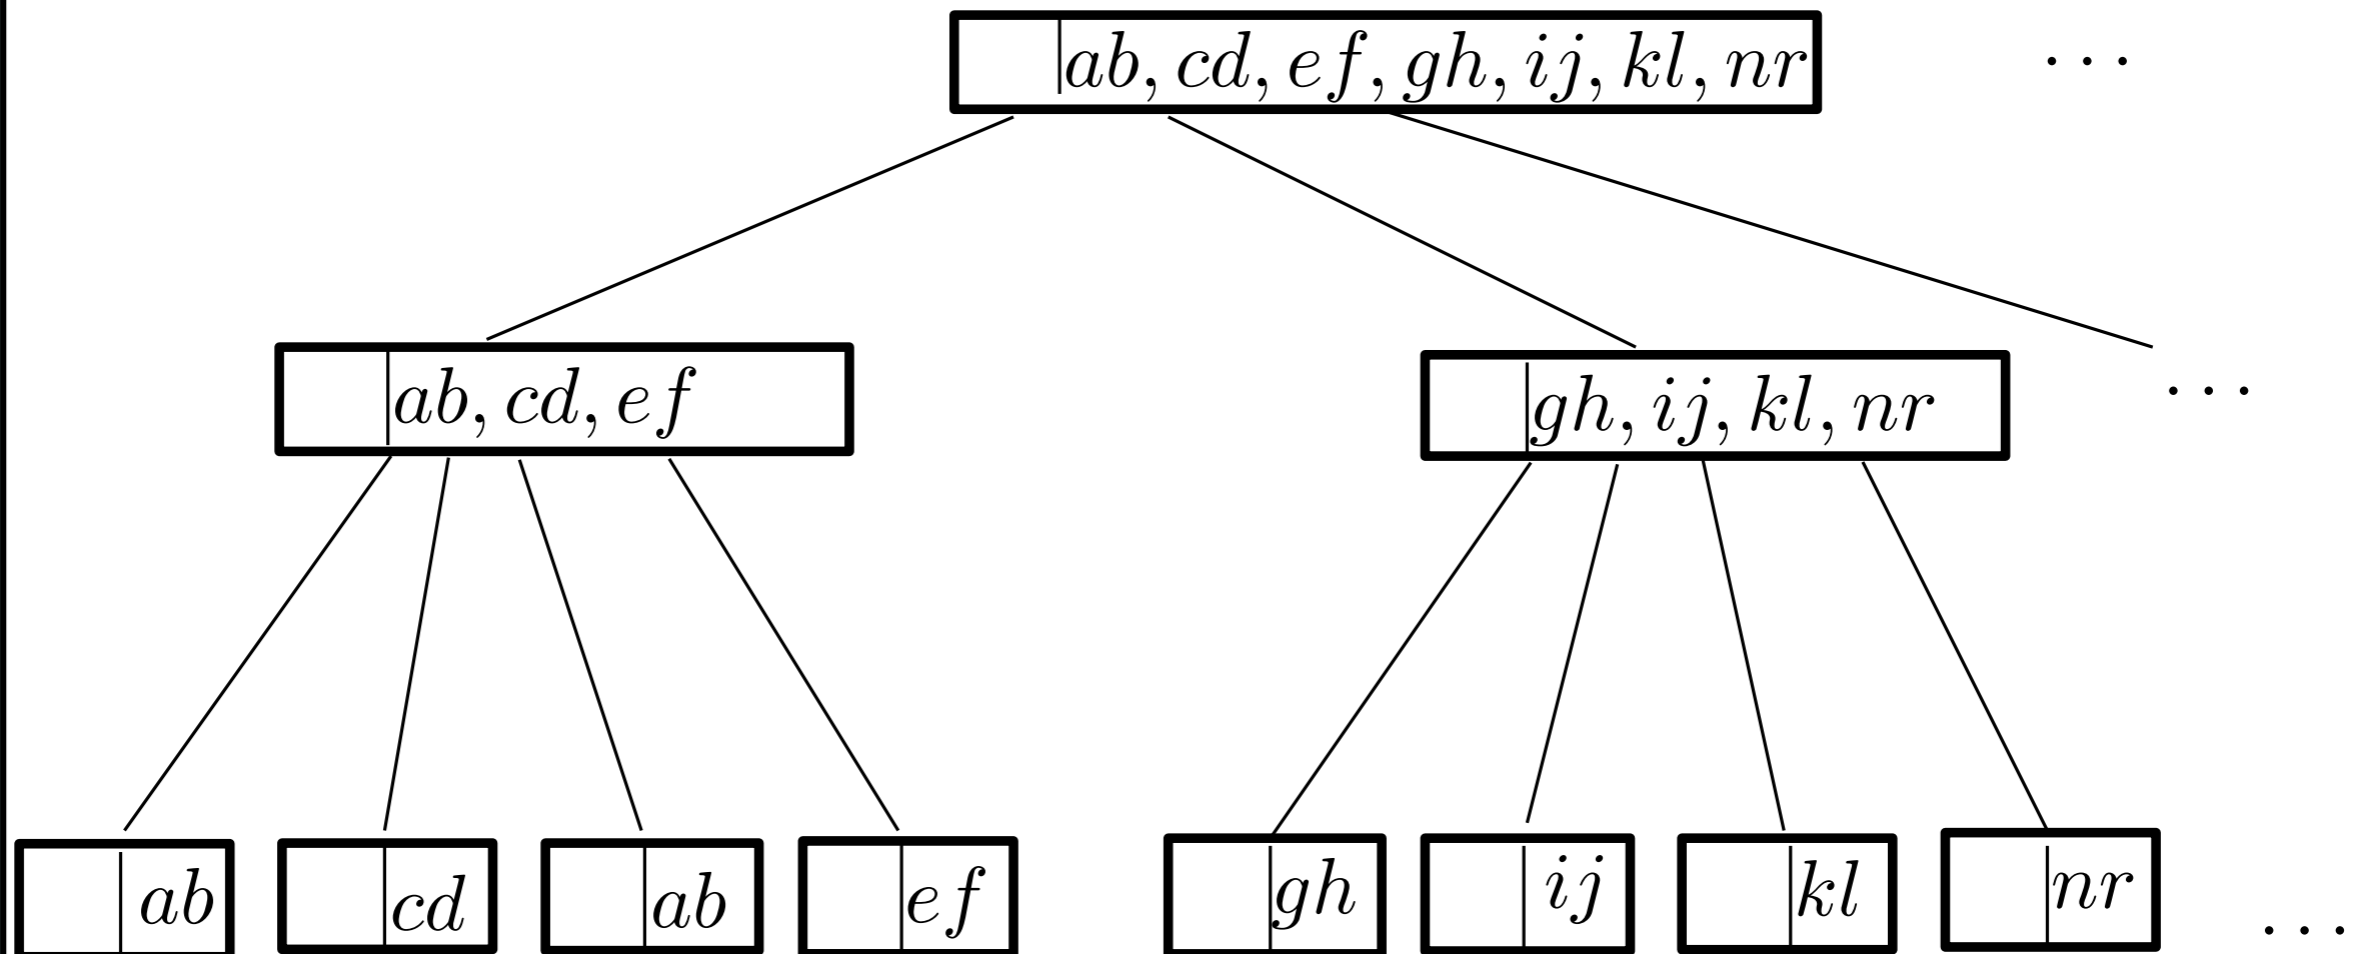 ab, cd, ef, gh, ij, kl, nr ...
ab, cd, ef gh, ij, kl, nr ...
ab cd ab ef gh ij kl nr ...